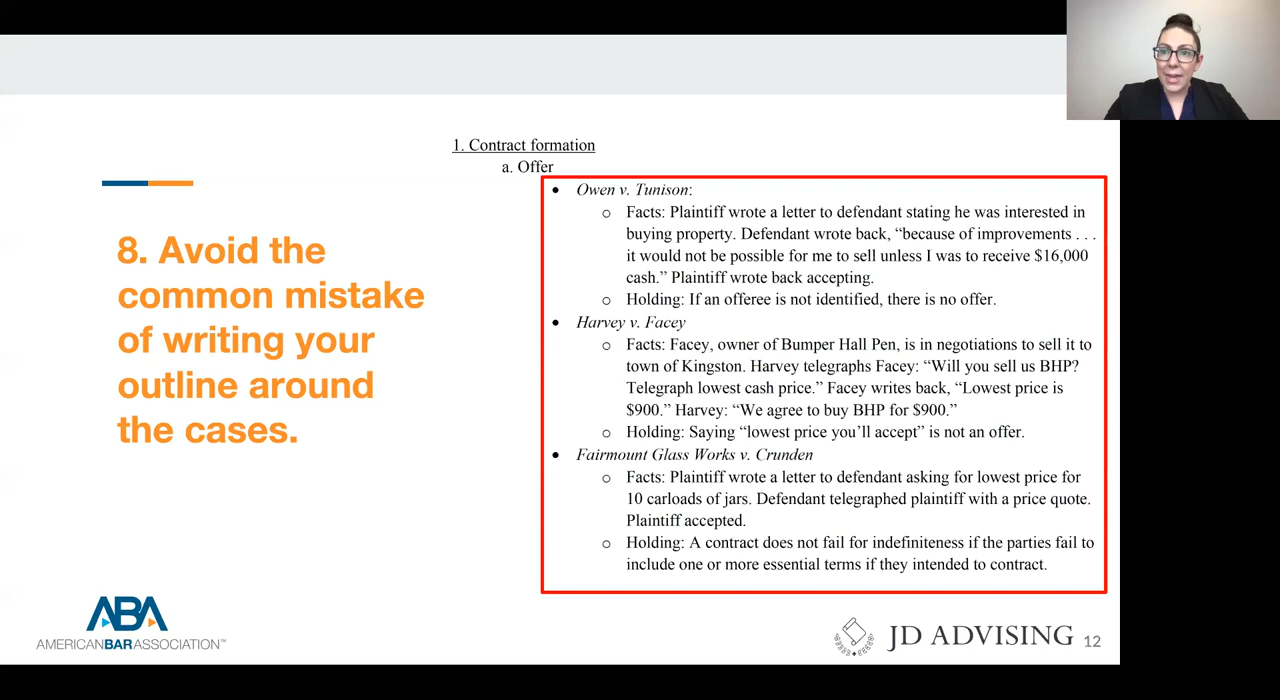 1. Contract formation
a. Offer
8. Avoid the
common mistake
of writing your
outline around
the cases.
• Owen v. Tunison:
o Facts: Plaintiff wrote a letter to defendant stating he was interested in
buying property. Defendant wrote back, “because of improvements . . .
it would not be possible for me to sell unless I was to receive $16,000
cash.” Plaintiff wrote back accepting.
o Holding: If an offeree is not identified, there is no offer.
• Harvey v. Facey
o Facts: Facey, owner of Bumper Hall Pen, is in negotiations to sell it to
town of Kingston. Harvey telegraphs Facey: “Will you sell us BHP?
Telegraph lowest cash price.” Facey writes back, “Lowest price is
$900.” Harvey: “We agree to buy BHP for $900.”
o Holding: Saying “lowest price you’ll accept” is not an offer.
• Fairmount Glass Works v. Crunden
o Facts: Plaintiff wrote a letter to defendant asking for lowest price for
10 carloads of jars. Defendant telegraphed plaintiff with a price quote.
Plaintiff accepted.
o Holding: A contract does not fail for indefiniteness if the parties fail to
include one or more essential terms if they intended to contract.
ABA
AMERICANBARASSOCIATION™
JD ADVISING
12